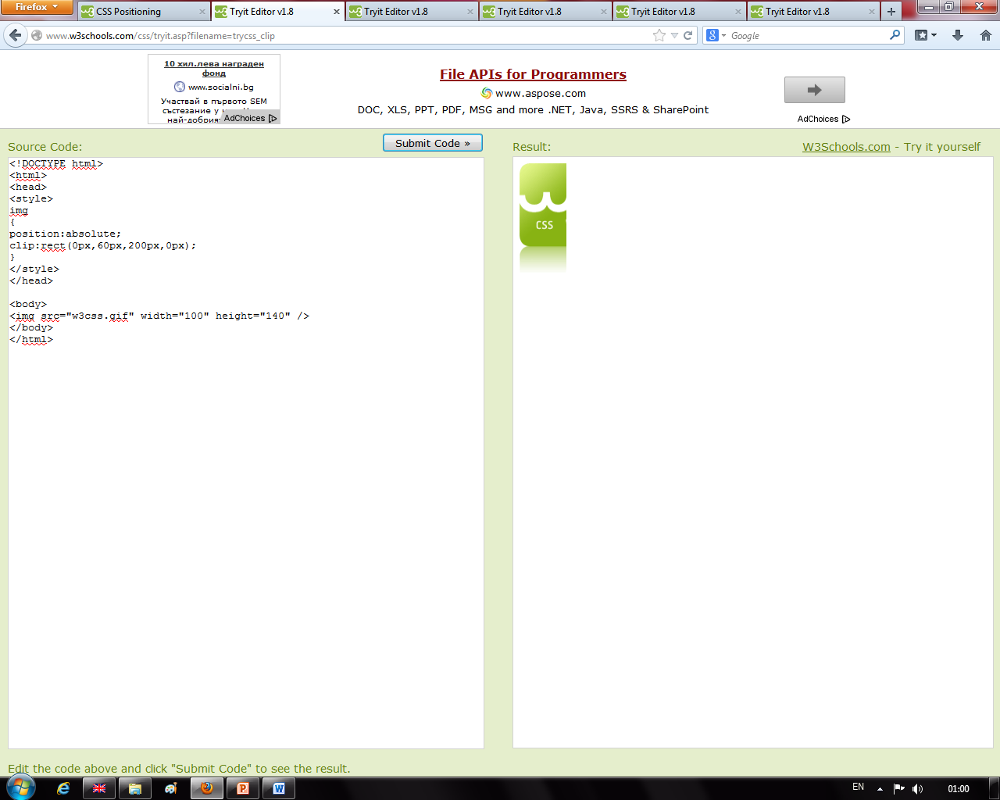 Firefox
CSS Positioning
Tryit Editor v1.8
Tryit Editor v1.8
Tryit Editor v1.8
Tryit Editor v1.8
Tryit Editor v1.8
www.w3schools.com/css/tryit.asp?filename=trycss_clip
Google
10 хил.лева награден
фонд
www.socialni.bg
Участвай в първото SEM
състезание у
най-добрия
AdChoices
File APIs for Programmers
www.aspose.com
DOC, XLS, PPT, PDF, MSG and more .NET, Java, SSRS & SharePoint
AdChoices
Source Code:
Submit Code »
Result:
W3Schools.com - Try it yourself
<!DOCTYPE html>
<html>
<head>
<style>
img
{
position:absolute;
clip:rect(0px,60px,200px,0px);
}
</style>
</head>
<body>
<img src="w3css.gif" width="100" height="140" />
</body>
</html>
CSS
Edit the code above and click "Submit Code" to see the result.
EN
01:00